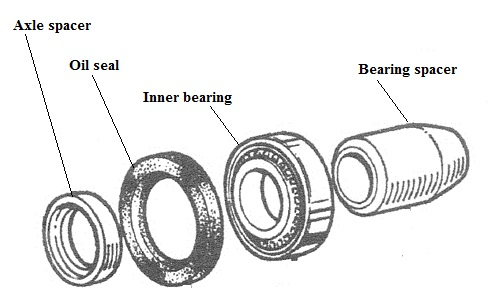 Axle spacer
Oil seal
Inner bearing
Bearing spacer